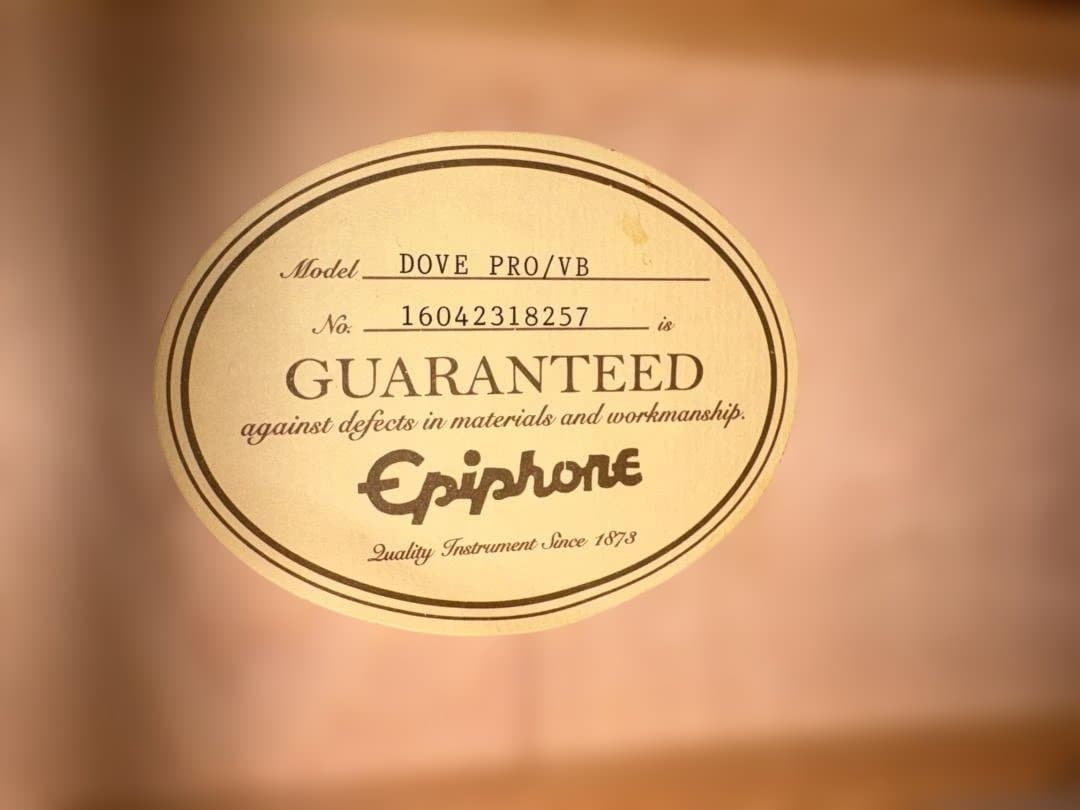 Model DOVE PRO/VB
No. 16042318257 is
GUARANTEED
against defects in materials and workmanship.
Epiphone
Quality Instrument Since 1873